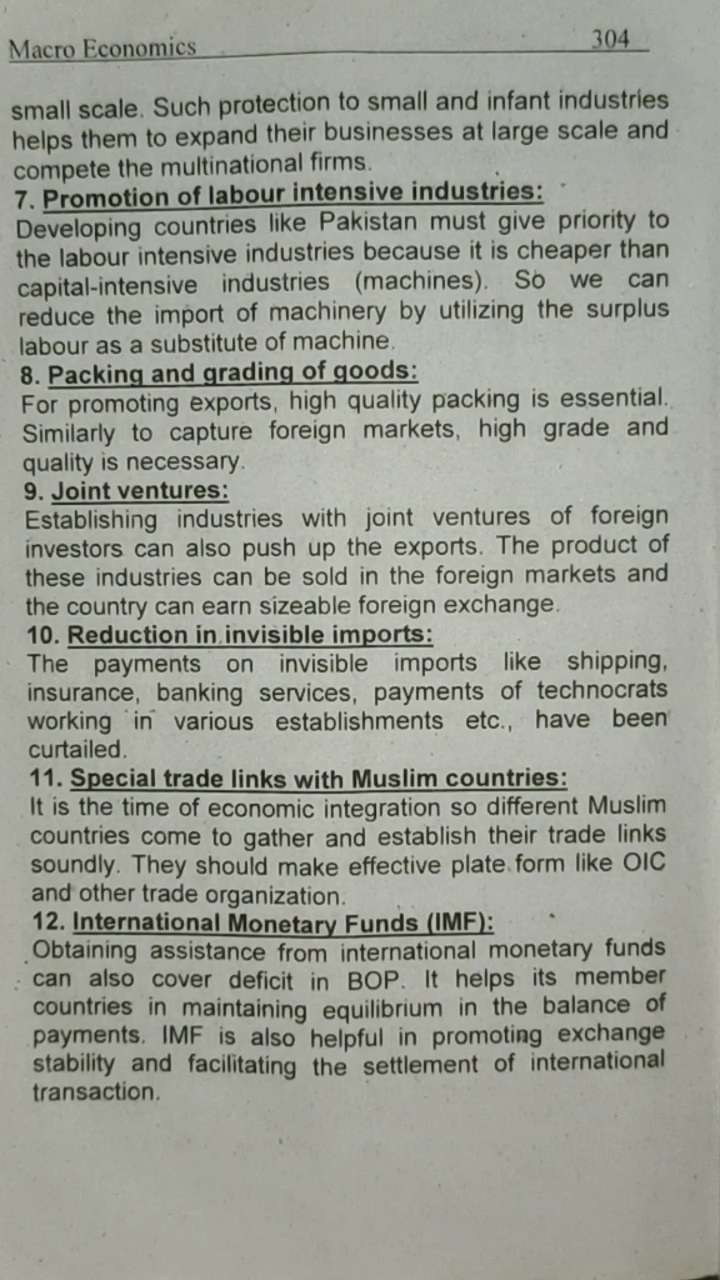 Macro Economics 304
small scale. Such protection to small and infant industries
helps them to expand their businesses at large scale and
compete the multinational firms.
7. Promotion of labour intensive industries:
Developing countries like Pakistan must give priority to
the labour intensive industries because it is cheaper than
capital-intensive industries (machines). So we can
reduce the import of machinery by utilizing the surplus
labour as a substitute of machine.
8. Packing and grading of goods:
For promoting exports, high quality packing is essential.
Similarly to capture foreign markets, high grade and
quality is necessary.
9. Joint ventures:
Establishing industries with joint ventures of foreign
investors can also push up the exports. The product of
these industries can be sold in the foreign markets and
the country can earn sizeable foreign exchange.
10. Reduction in invisible imports:
The payments on invisible imports like shipping,
insurance, banking services, payments of technocrats
working in various establishments etc., have been
curtailed.
11. Special trade links with Muslim countries:
It is the time of economic integration so different Muslim
countries come to gather and establish their trade links
soundly. They should make effective plate form like OIC
and other trade organization.
12. International Monetary Funds (IMF):
Obtaining assistance from international monetary funds
can also cover deficit in BOP. It helps its member
countries in maintaining equilibrium in the balance of
payments. IMF is also helpful in promoting exchange
stability and facilitating the settlement of international
transaction.